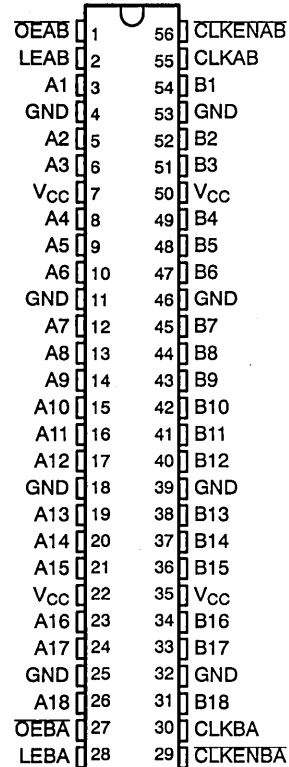 OEAB 1 56 CLKENAB
LEAB 2 55 CLKAB
A1 3 54 B1
GND 4 53 GND
A2 5 52 B2
A3 6 51 B3
VCC 7 50 VCC
A4 8 49 B4
A5 9 48 B5
A6 10 47 B6
GND 11 46 GND
A7 12 45 B7
A8 13 44 B8
A9 14 43 B9
A10 15 42 B10
A11 16 41 B11
A12 17 40 B12
GND 18 39 GND
A13 19 38 B13
A14 20 37 B14
A15 21 36 B15
VCC 22 35 VCC
A16 23 34 B16
A17 24 33 B17
GND 25 32 GND
A18 26 31 B18
OEBA 27 30 CLKBA
LEBA 28 29 CLKENBA